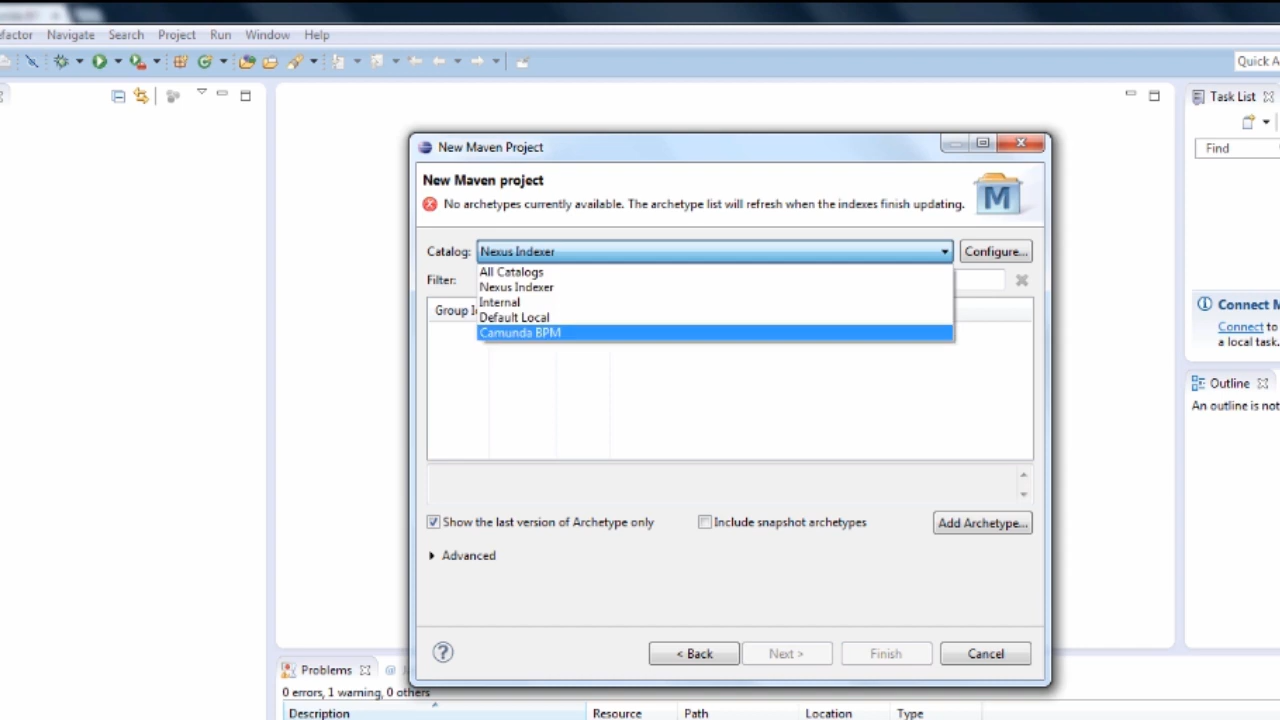 Navigate Search Project Run Window Help
Quick A
Task List
Find
New Maven Project
New Maven project
No archetypes currently available. The archetype list will refresh when the indexes finish updating.
M
Catalog: Nexus Indexer Configure...
All Catalogs
Filter:
Nexus Indexer
Internal
Group I
Default Local
Camunda BPM
Connect M
Connect to
a local task.
Outline
An outline is not
Show the last version of Archetype only Include snapshot archetypes Add Archetype...
Advanced
? < Back Next > Finish Cancel
Problems @
0 errors, 1 warning, 0 others
Description Resource Path Location Type